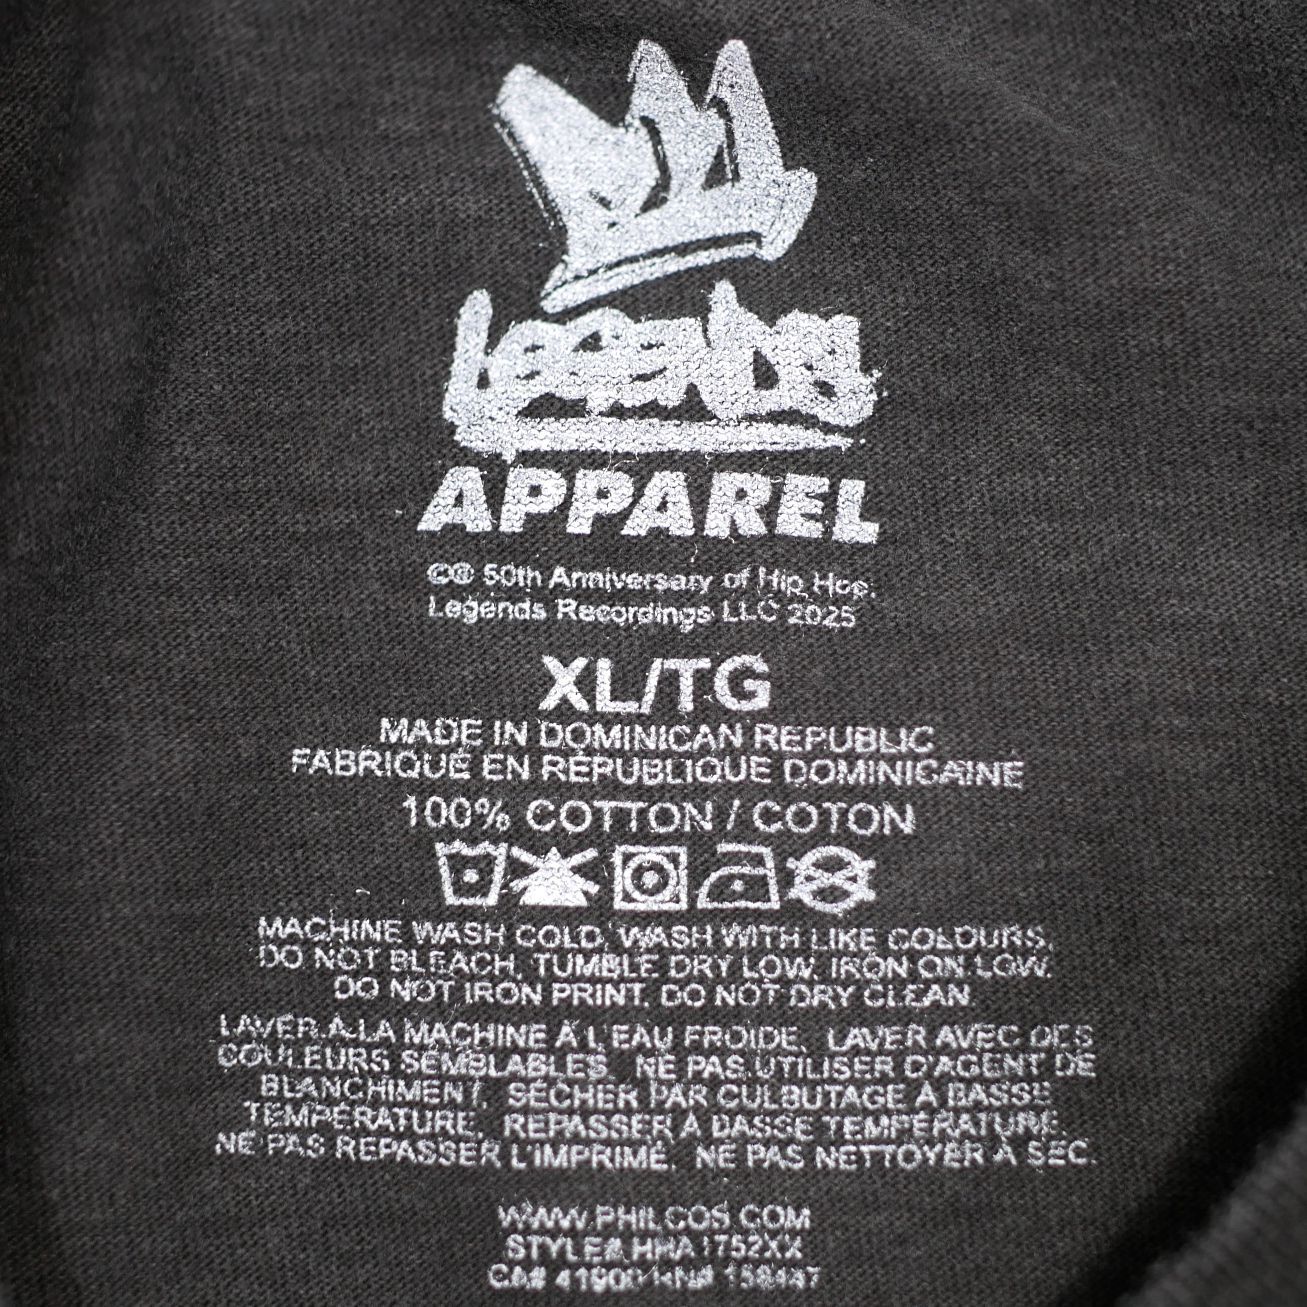 Legends
APPAREL
©® 50th Anniversary of Hip Hop.
Legends Recordings LLC 2025
XL/TG
MADE IN DOMINICAN REPUBLIC
FABRIQUÉ EN RÉPUBLIQUE DOMINICAINE
100% COTTON / COTON
MACHINE WASH COLD. WASH WITH LIKE COLOURS.
DO NOT BLEACH. TUMBLE DRY LOW. IRON ON LOW.
DO NOT IRON PRINT. DO NOT DRY CLEAN.
LAVER À LA MACHINE À L'EAU FROIDE. LAVER AVEC DES
COULEURS SEMBLABLES. NE PAS UTILISER D'AGENT DE
BLANCHIMENT. SÉCHER PAR CULBUTAGE À BASSE
TEMPÉRATURE. REPASSER À BASSE TEMPÉRATURE.
NE PAS REPASSER L'IMPRIMÉ. NE PAS NETTOYER À SEC.
WWW.PHILCOS.COM
STYLE# HHA1752XX
CA# 41900 RN#